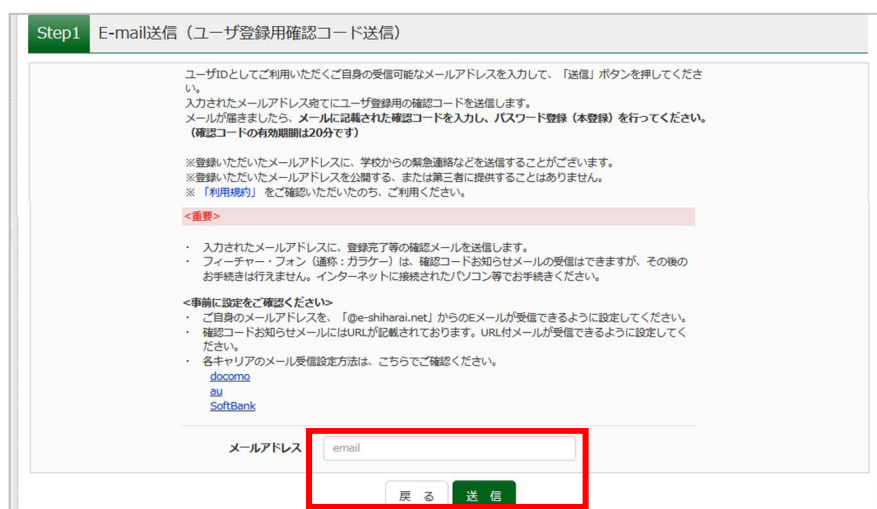 Step1 E-mail送信（ユーザ登録用確認コード送信）
ユーザIDとしてご利用いただくご自身の受信可能なメールアドレスを入力して、「送信」ボタンを押してくださ
い。
入力されたメールアドレス宛てにユーザ登録用の確認コードを送信します。
メールが届きましたら、メールに記載された確認コードを入力し、パスワード登録（本登録）を行ってください。
（確認コードの有効期間は20分です）
※登録いただいたメールアドレスに、学校からの緊急連絡などを送信することがございます。
※登録いただいたメールアドレスを公開する、または第三者に提供することはありません。
※ 「利用規約」 をご確認いただいたのち、ご利用ください。
<重要>
・ 入力されたメールアドレスに、登録完了等の確認メールを送信します。
・ フィーチャー・フォン（通称：ガラケー）は、確認コードお知らせメールの受信はできますが、その後の
お手続きは行えません。インターネットに接続されたパソコン等でお手続きください。
<事前に設定をご確認ください>
・ ご自身のメールアドレスを、「@e-shiharai.net」からのEメールが受信できるように設定してください。
・ 確認コードお知らせメールにはURLが記載されております。URL付メールが受信できるように設定してく
ださい。
・ 各キャリアのメール受信設定方法は、こちらでご確認ください。
docomo
au
SoftBank
メールアドレス email
戻 る 送 信